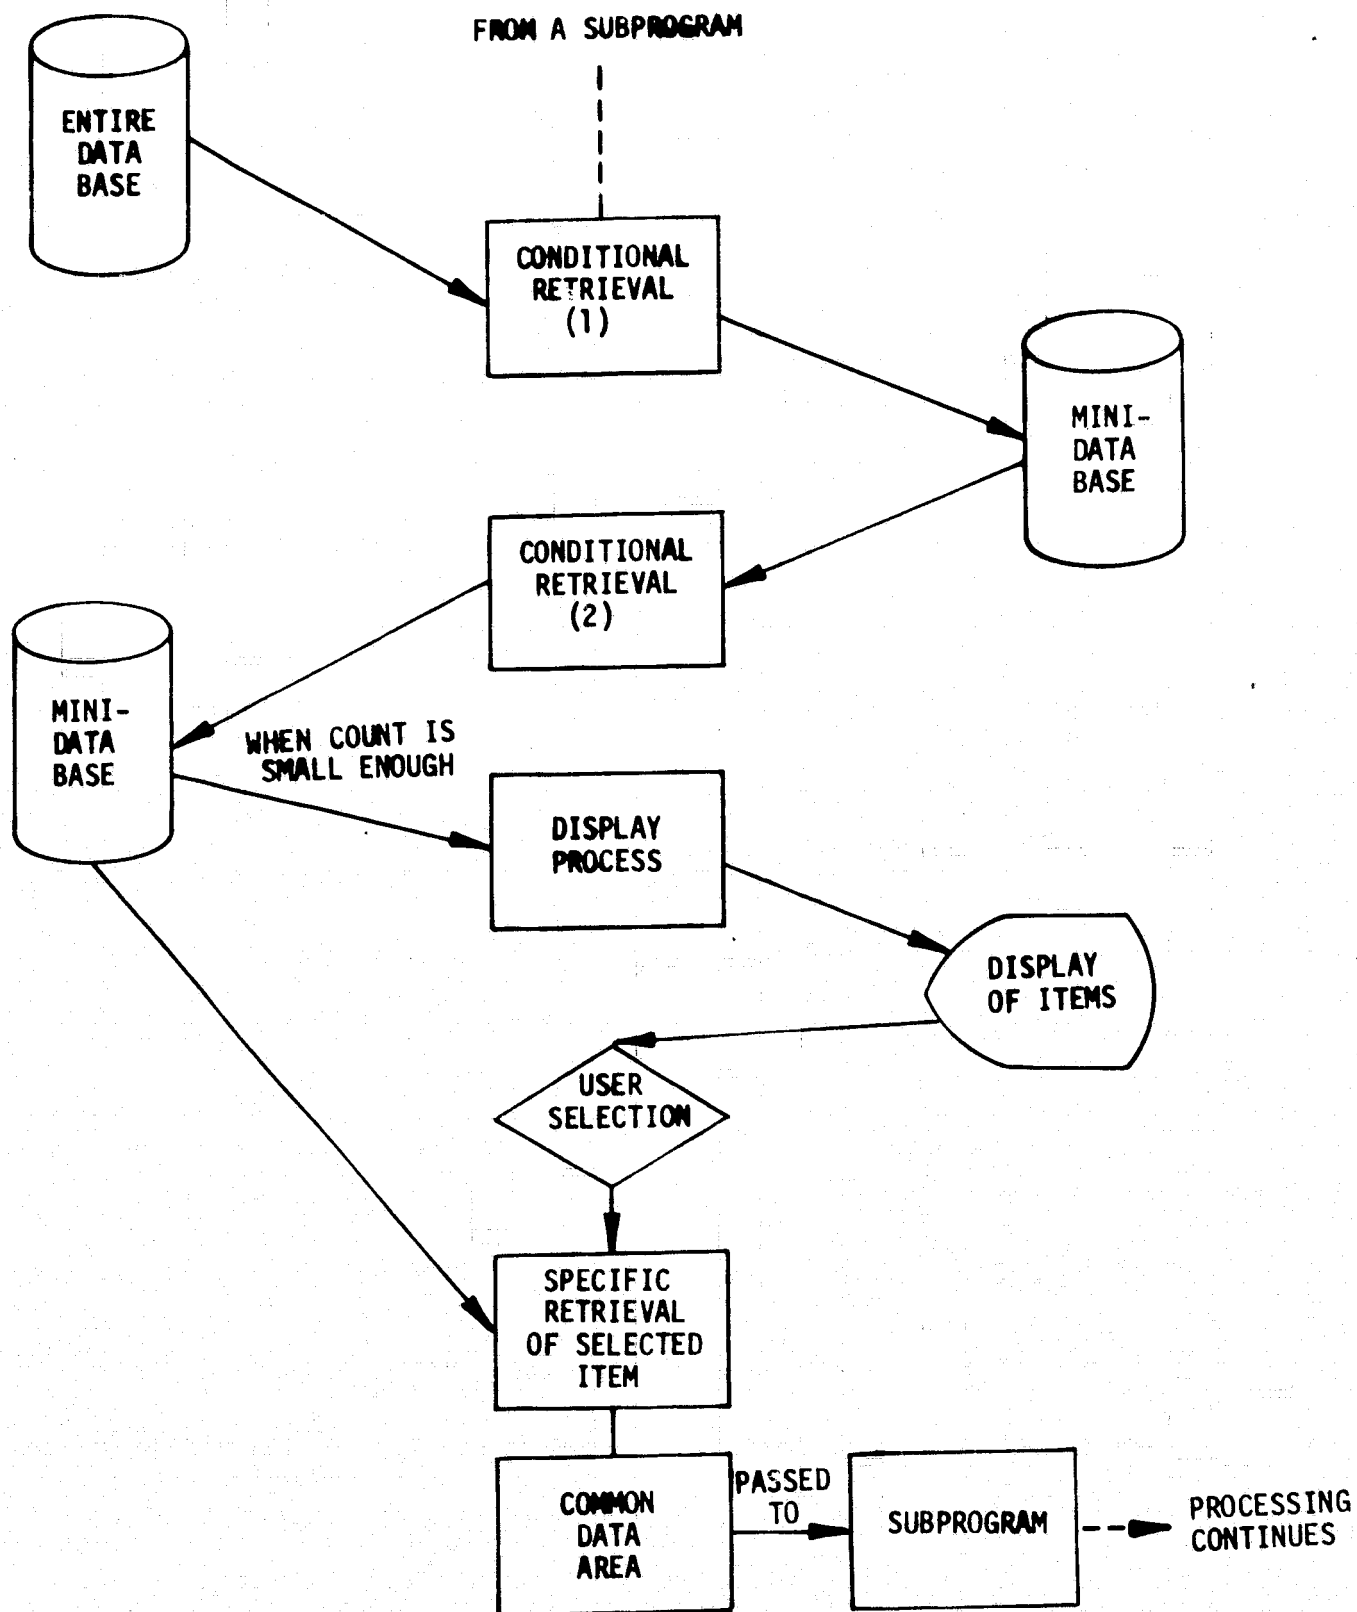 FROM A SUBPROGRAM
ENTIRE
DATA
BASE
CONDITIONAL
RETRIEVAL
(1)
MINI-
DATA
BASE
CONDITIONAL
RETRIEVAL
(2)
MINI-
DATA
BASE
WHEN COUNT IS
SMALL ENOUGH
DISPLAY
PROCESS
DISPLAY
OF ITEMS
USER
SELECTION
SPECIFIC
RETRIEVAL
OF SELECTED
ITEM
COMMON
DATA
AREA
PASSED
TO
SUBPROGRAM
PROCESSING
CONTINUES